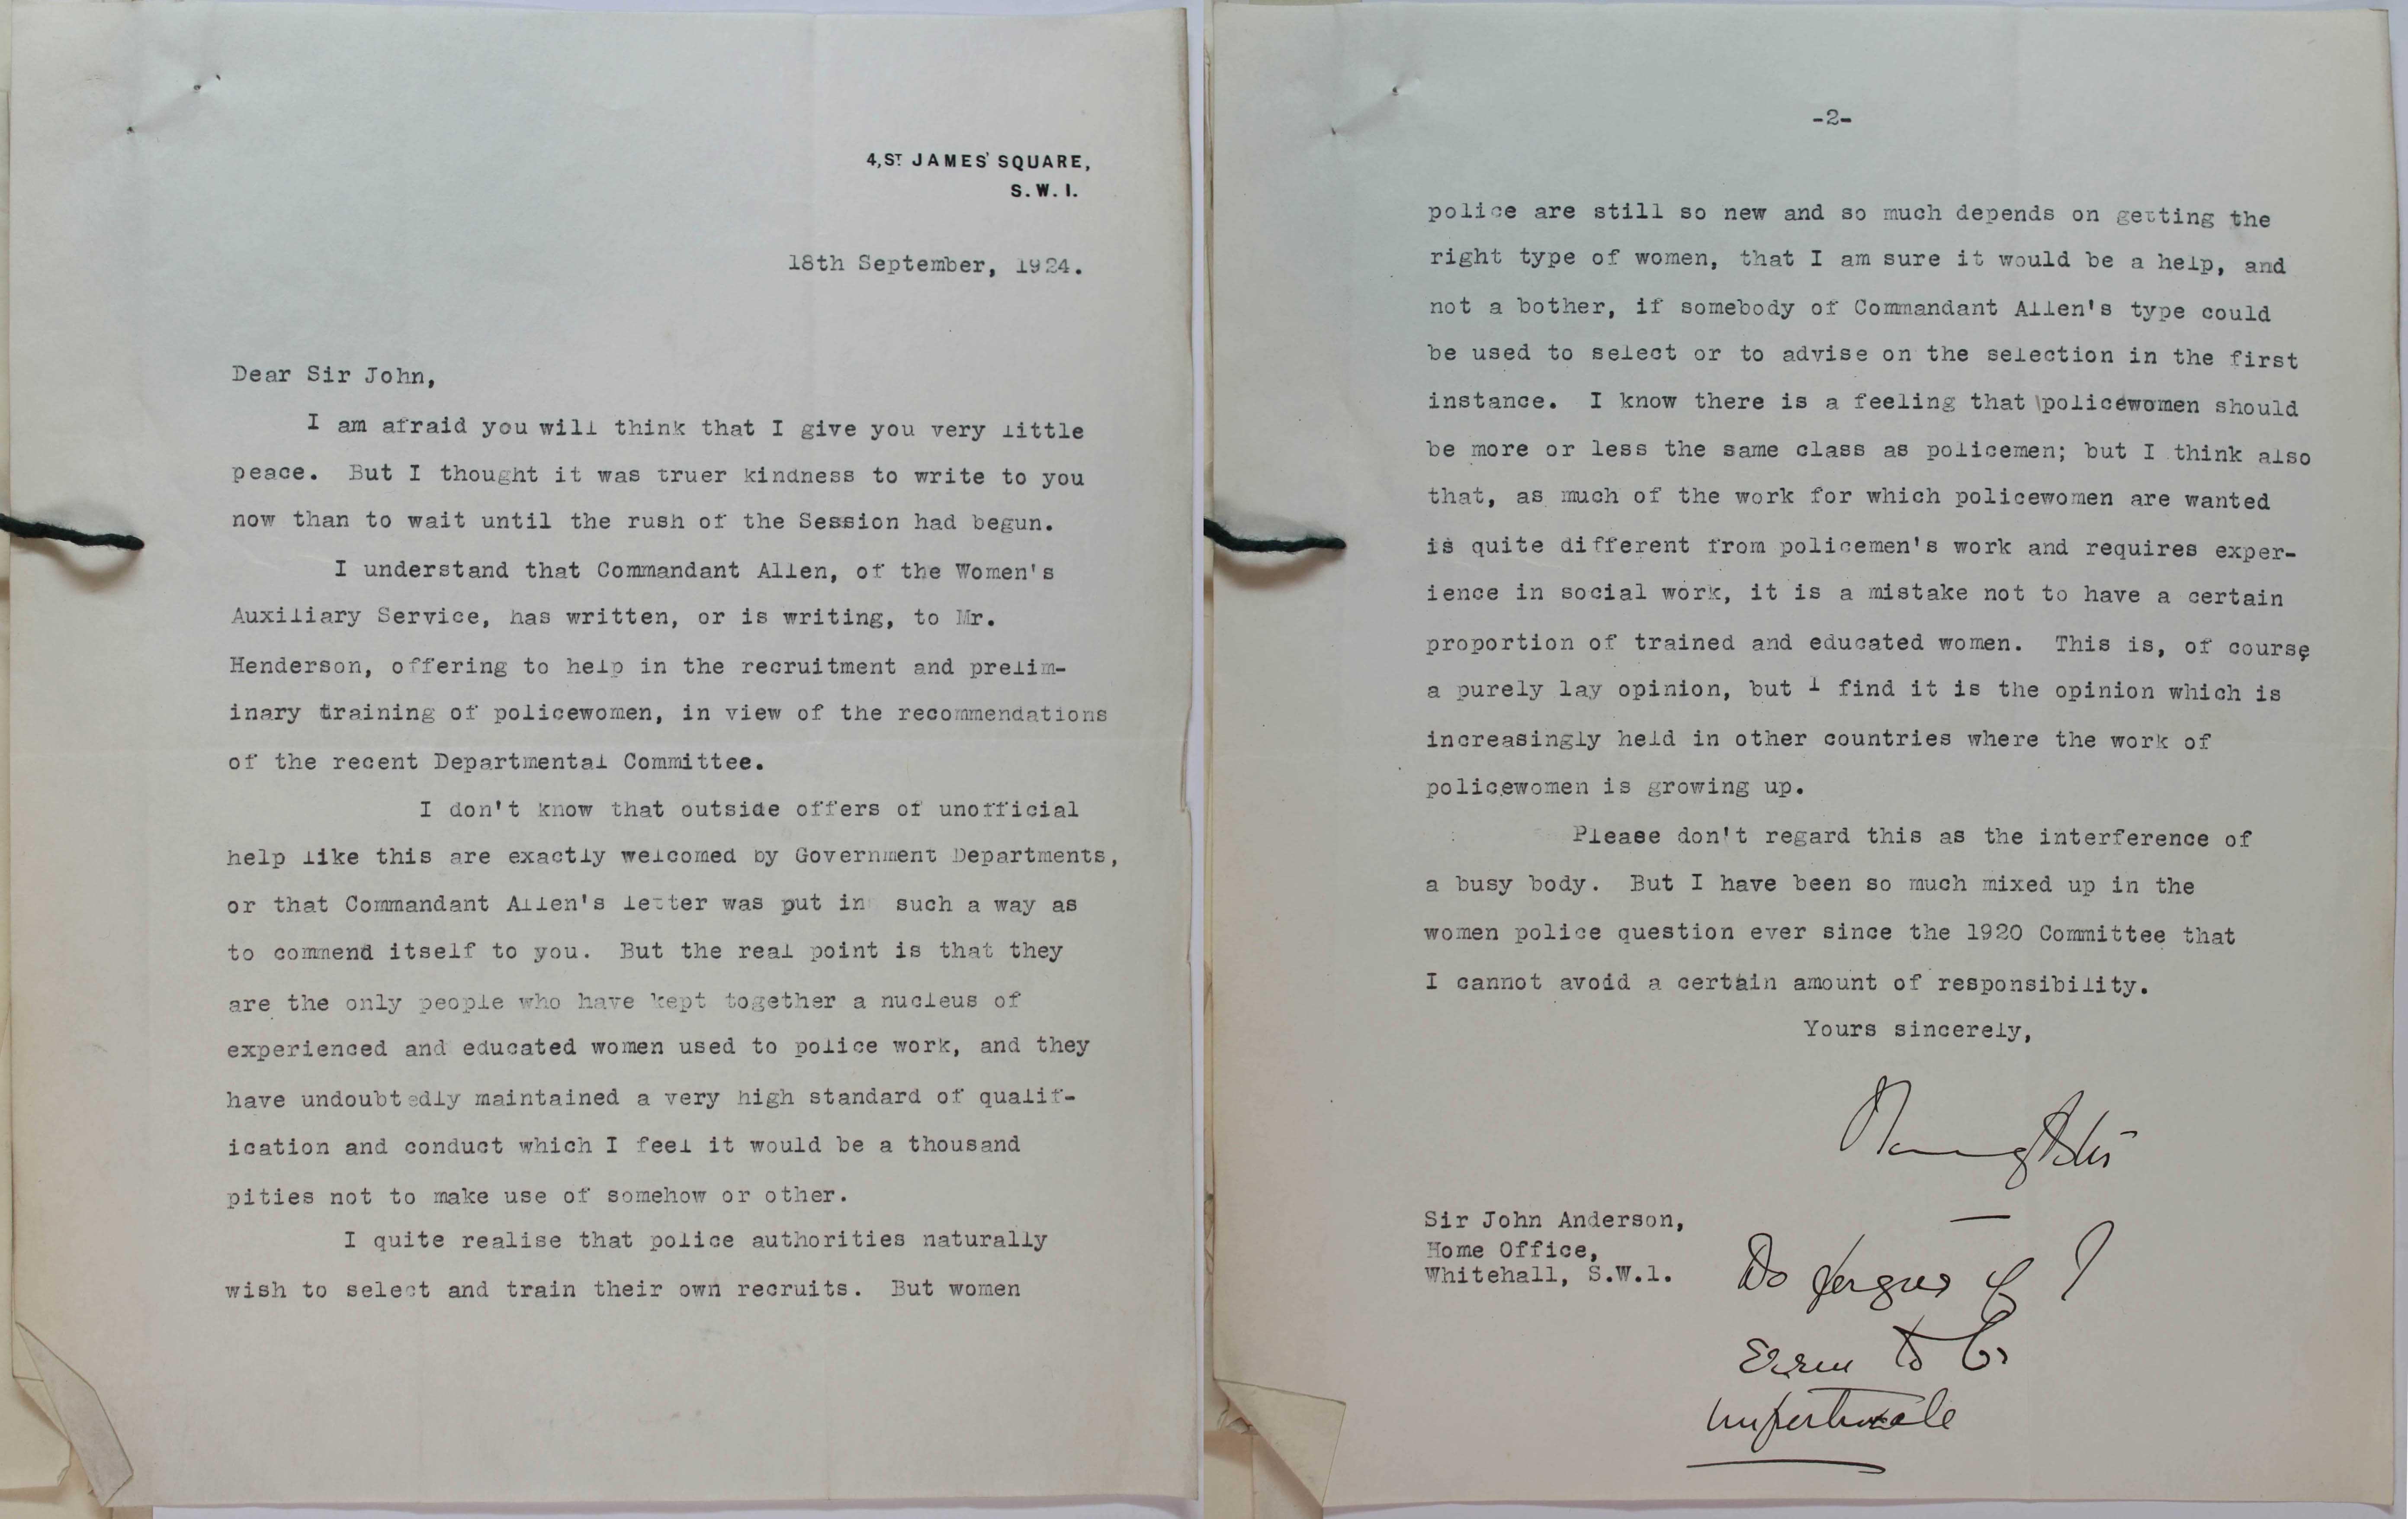 4, ST JAMES' SQUARE,
S.W.1.
18th September, 1924.
Dear Sir John,
I am afraid you will think that I give you very little
peace. But I thought it was truer kindness to write to you
now than to wait until the rush of the Session had begun.
I understand that Commandant Allen, of the Women's
Auxiliary Service, has written, or is writing, to Mr.
Henderson, offering to help in the recruitment and prelim-
inary training of policewomen, in view of the recommendations
of the recent Departmental Committee.
I don't know that outside offers of unofficial
help like this are exactly welcomed by Government Departments,
or that Commandant Allen's letter was put in such a way as
to commend itself to you. But the real point is that they
are the only people who have kept together a nucleus of
experienced and educated women used to police work, and they
have undoubtedly maintained a very high standard of qualif-
ication and conduct which I feel it would be a thousand
pities not to make use of somehow or other.
I quite realise that police authorities naturally
wish to select and train their own recruits. But women
-2-
police are still so new and so much depends on getting the
right type of women, that I am sure it would be a help, and
not a bother, if somebody of Commandant Allen's type could
be used to select or to advise on the selection in the first
instance. I know there is a feeling that policewomen should
be more or less the same class as policemen; but I think also
that, as much of the work for which policewomen are wanted
is quite different from policemen's work and requires exper-
ience in social work, it is a mistake not to have a certain
proportion of trained and educated women. This is, of course
a purely lay opinion, but I find it is the opinion which is
increasingly held in other countries where the work of
policewomen is growing up.
Please don't regard this as the interference of
a busy body. But I have been so much mixed up in the
women police question ever since the 1920 Committee that
I cannot avoid a certain amount of responsibility.
Yours sincerely,
Nancy Astor
Sir John Anderson,
Home Office,
Whitehall, S.W.1.
Do forgive if I
Seem to be